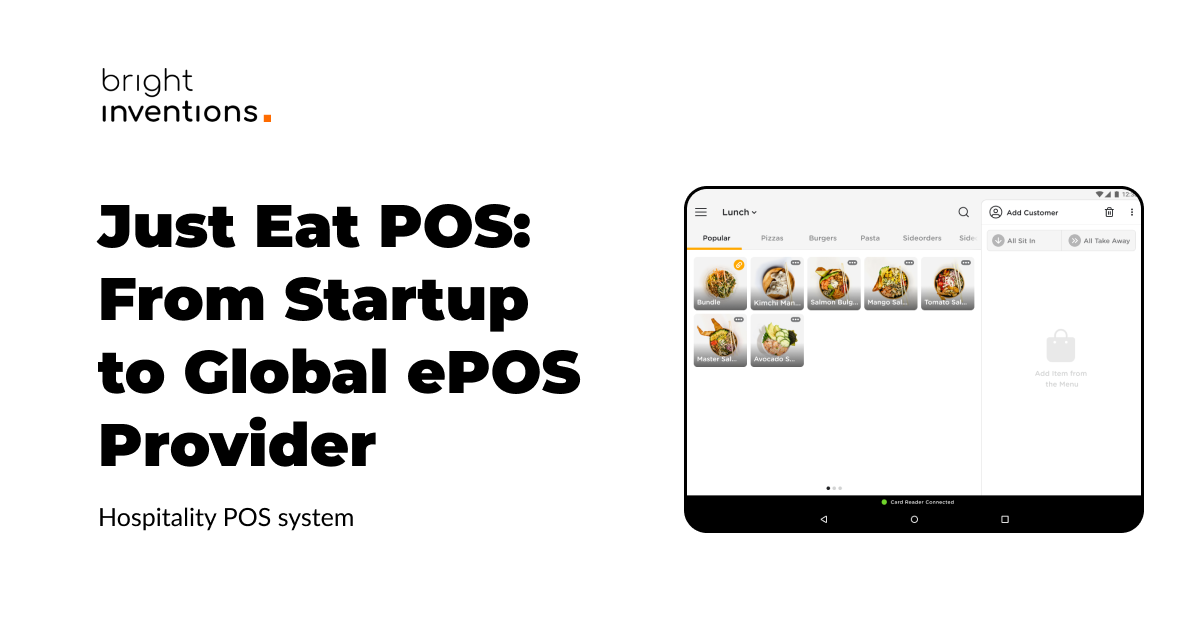 bright
inventions.
Just Eat POS:
From Startup
to Global ePOS
Provider
Hospitality POS system
Lunch
Add Customer
Popular Pizzas Burgers Pasta Sideorders Side
All Sit In All Take Away
Bundle Kimchi Man... Salmon Bulg... Mango Sal... Tomato Sal...
Master Sal... Avocado S...
Add Item from
the Menu
Card Reader Connected